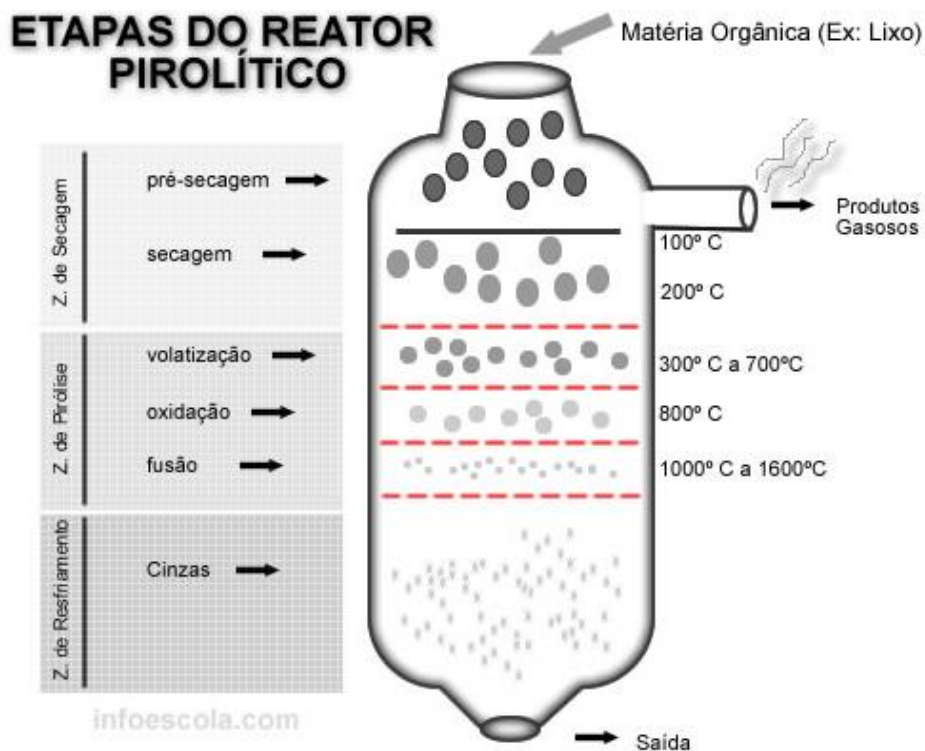 ETAPAS DO REATOR
PIROLÍTiCO
Matéria Orgânica (Ex: Lixo)
Z. de Secagem
pré-secagem
secagem
Produtos
Gasosos
100º C
200º C
Z. de Pirólise
volatização
oxidação
fusão
300º C a 700ºC
800º C
1000º C a 1600ºC
Z. de Resfriamento
Cinzas
infoescola.com
Saída